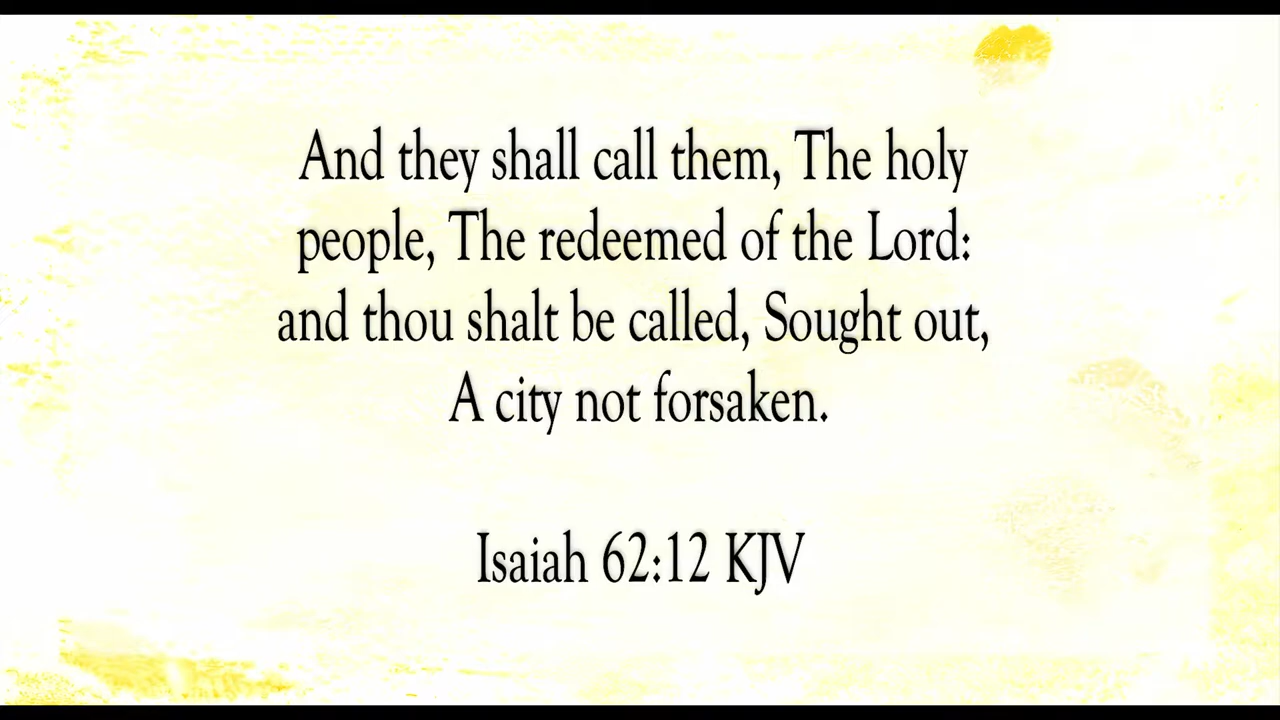 And they shall call them, The holy
people, The redeemed of the Lord:
and thou shalt be called, Sought out,
A city not forsaken.
Isaiah 62:12 KJV